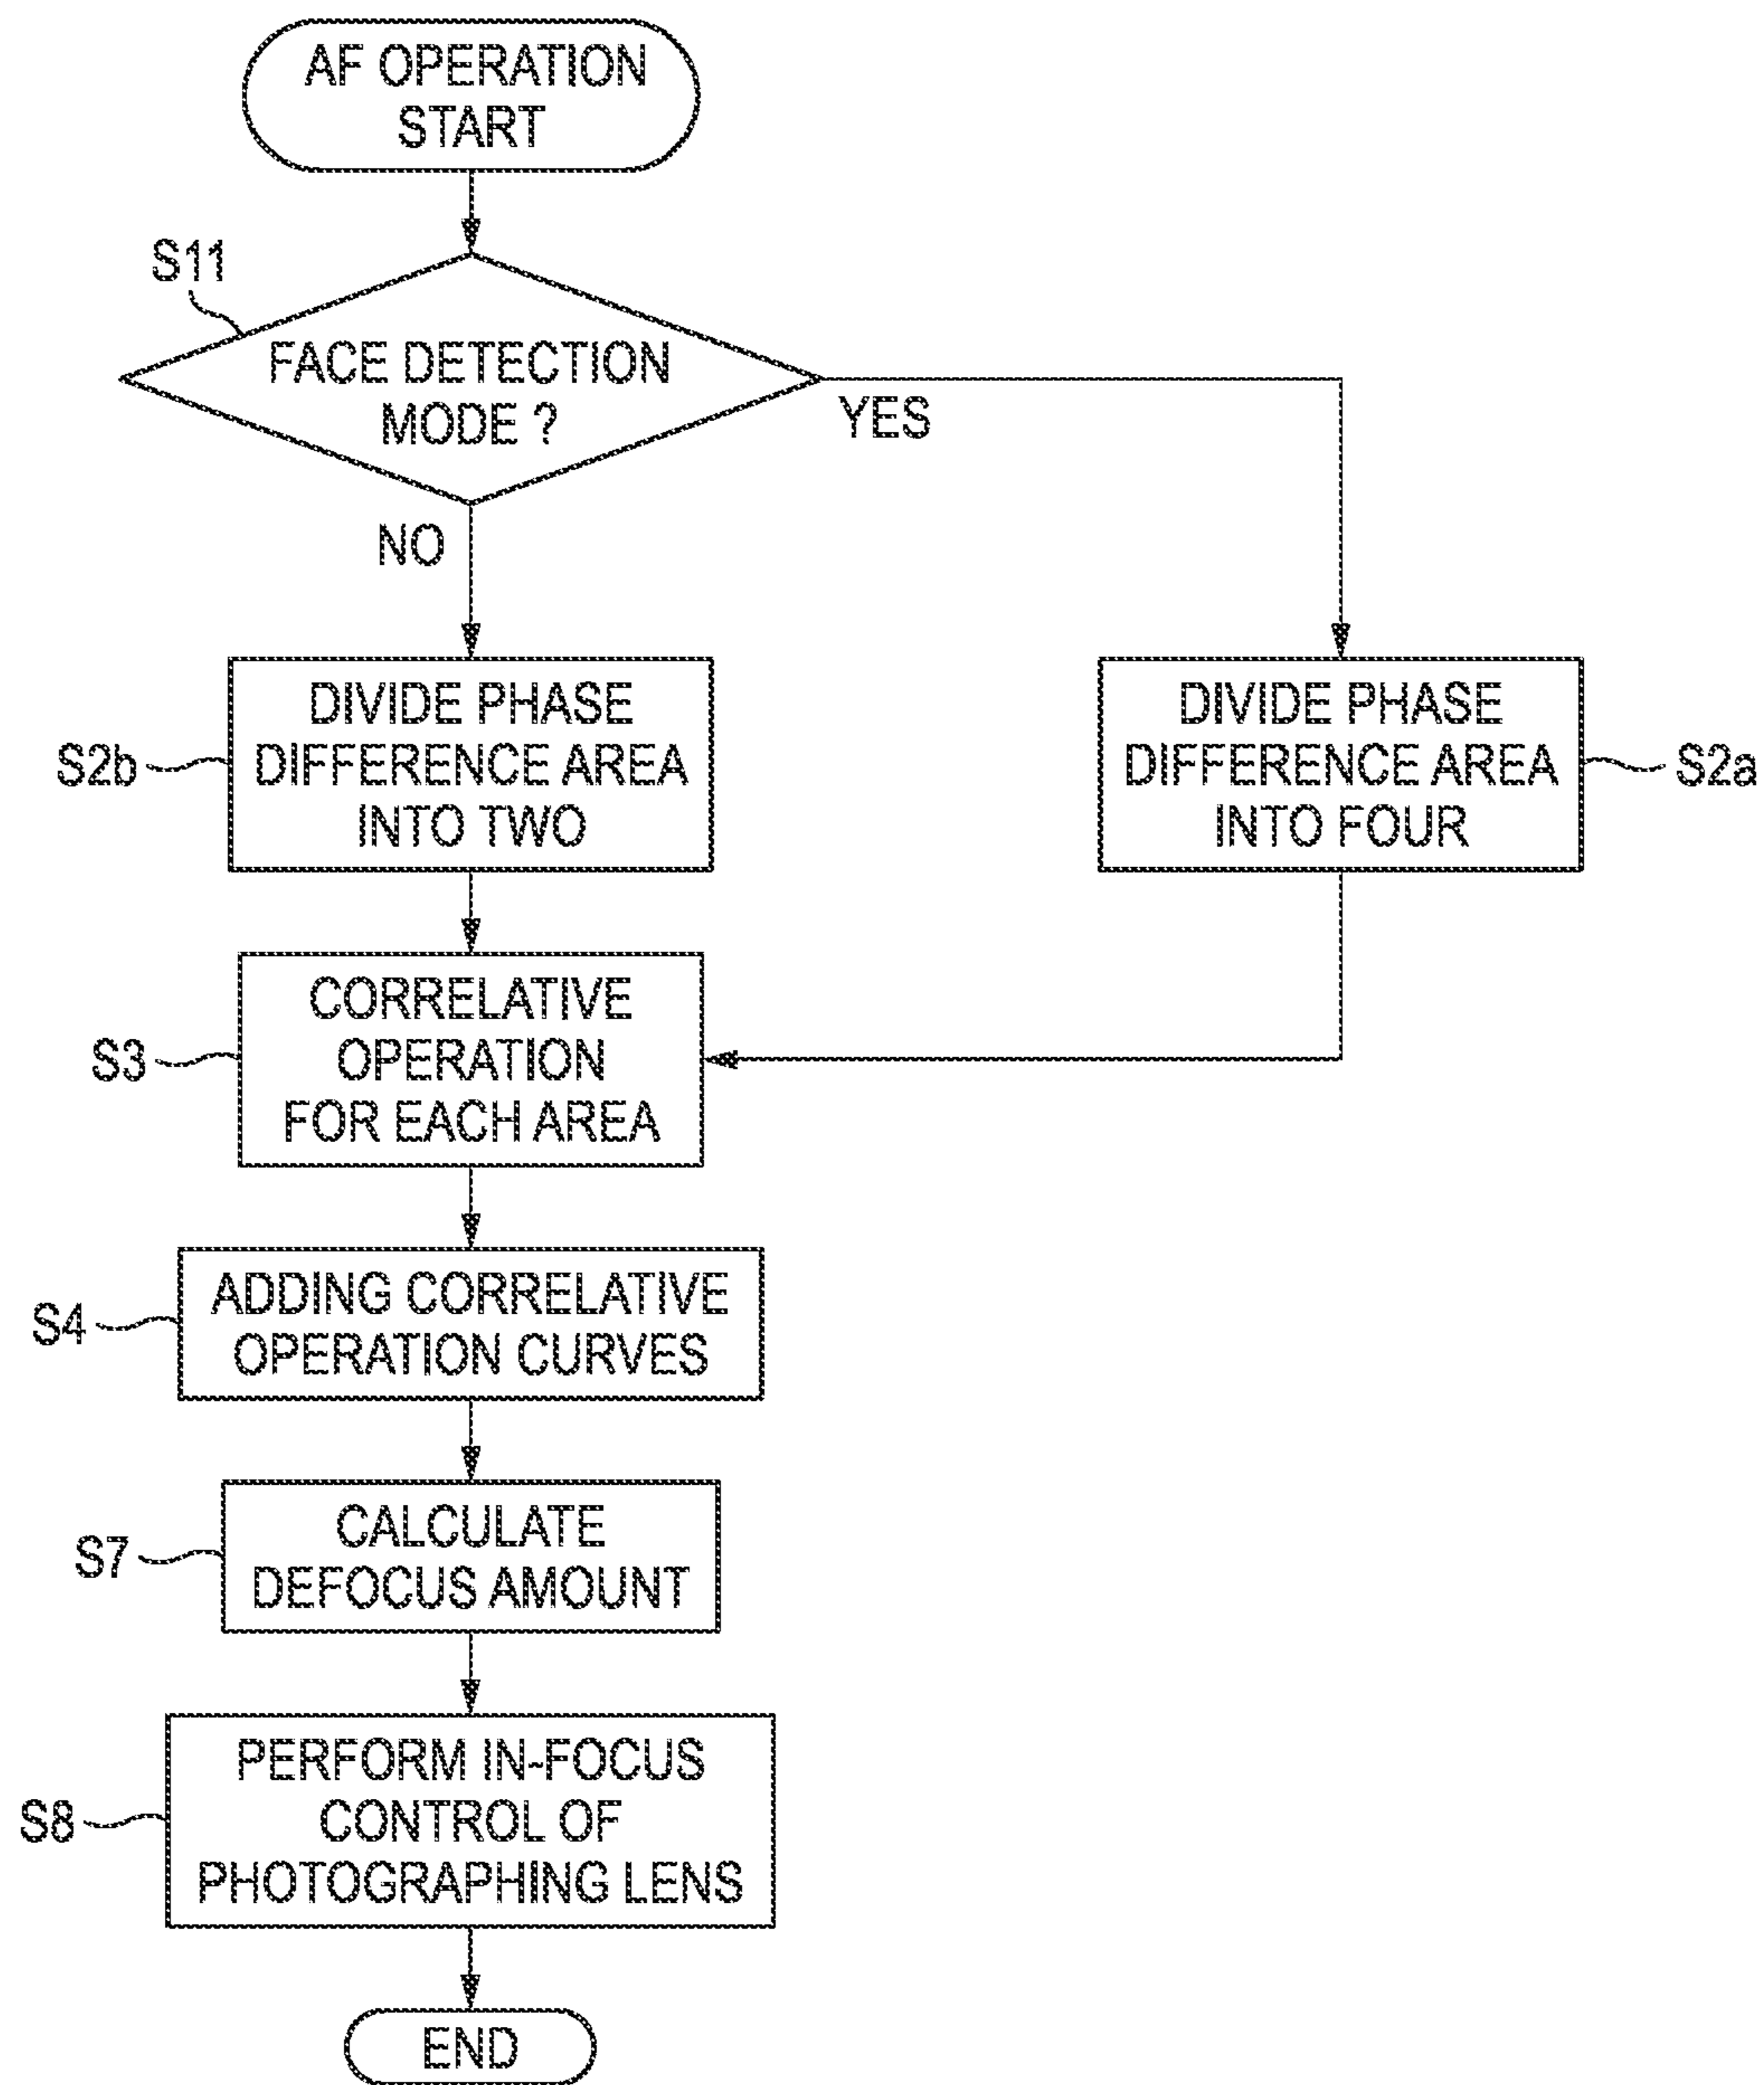 AF OPERATION
START
S11
FACE DETECTION
MODE ?
YES
NO
S2b
DIVIDE PHASE
DIFFERENCE AREA
INTO TWO
DIVIDE PHASE
DIFFERENCE AREA
INTO FOUR
S2a
S3
CORRELATIVE
OPERATION
FOR EACH AREA
S4
ADDING CORRELATIVE
OPERATION CURVES
S7
CALCULATE
DEFOCUS AMOUNT
S8
PERFORM IN-FOCUS
CONTROL OF
PHOTOGRAPHING LENS
END